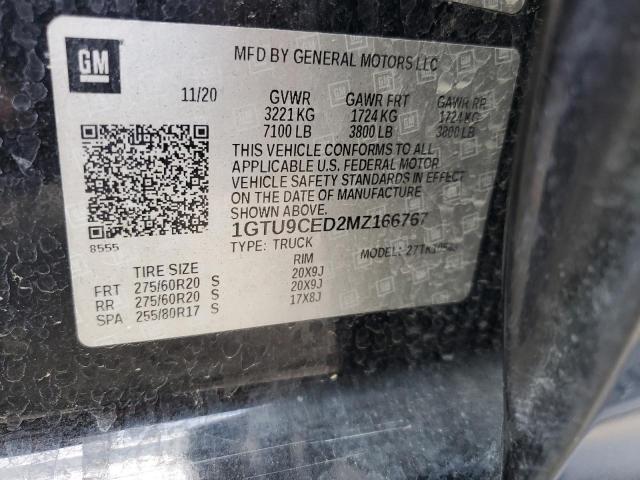 GM
MFD BY GENERAL MOTORS LLC
11/20 GVWR GAWR FRT GAWR RR
3221 KG 1724 KG 1724 KG
7100 LB 3800 LB 3800 LB
THIS VEHICLE CONFORMS TO ALL
APPLICABLE U.S. FEDERAL MOTOR
VEHICLE SAFETY STANDARDS IN EFFECT
ON THE DATE OF MANUFACTURE
SHOWN ABOVE.
1GTU9CED2MZ166767
8555 TYPE: TRUCK MODEL:
TIRE SIZE RIM
FRT 275/60R20 S 20X9J
RR 275/60R20 S 20X9J
SPA 255/80R17 S 17X8J